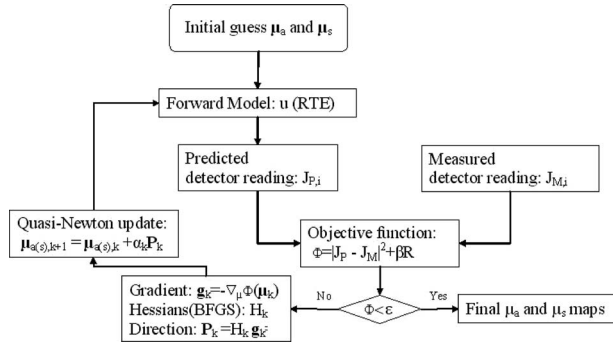 Initial guess μa and μs
Forward Model: u (RTE)
Predicted
detector reading: JP,i
Measured
detector reading: JM,i
Quasi-Newton update:
μa(s),k+1 = μa(s),k +αkPk
Objective function:
Φ=|JP - JM|²+βR
Gradient: gk=-∇μΦ(μk)
Hessians(BFGS): Hk
Direction: Pk=Hk gk
No
Φ<ε
Yes
Final μa and μs maps